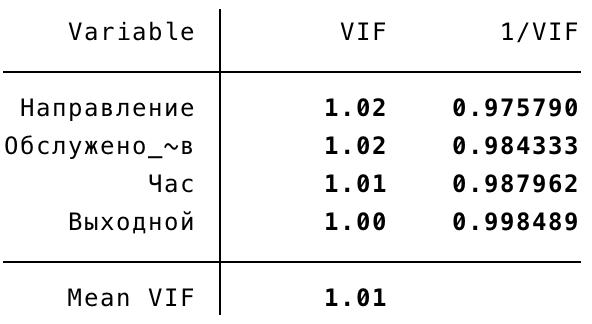 Variable VIF 1/VIF
Направление 1.02 0.975790
Обслужено_~в 1.02 0.984333
Час 1.01 0.987962
Выходной 1.00 0.998489
Mean VIF 1.01